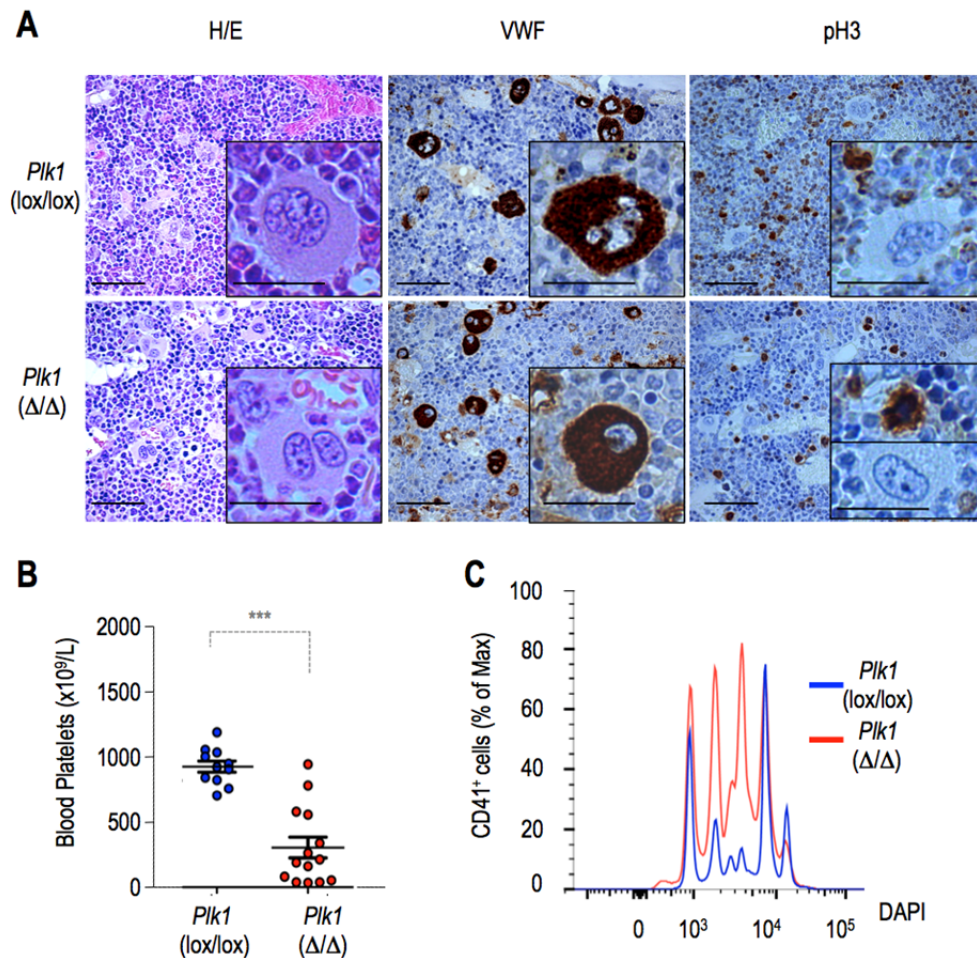 A
H/E
VWF
pH3
Plk1
(lox/lox)
Plk1
(Δ/Δ)
B
***
2000
1500
1000
500
0
Blood Platelets (x10⁹/L)
Plk1
(lox/lox)
Plk1
(Δ/Δ)
C
100
80
60
40
20
0
CD41⁺ cells (% of Max)
0
10³
10⁴
10⁵
DAPI
Plk1
(lox/lox)
Plk1
(Δ/Δ)